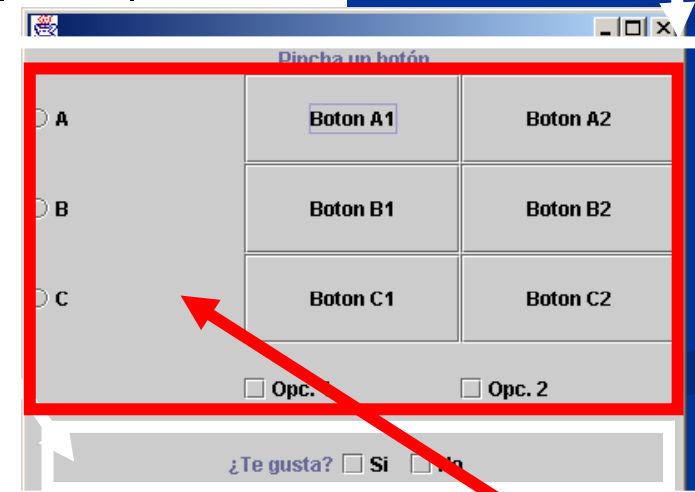 Pincha un botón
A Boton A1 Boton A2
B Boton B1 Boton B2
C Boton C1 Boton C2
Opc. Opc. 2
¿Te gusta? Si